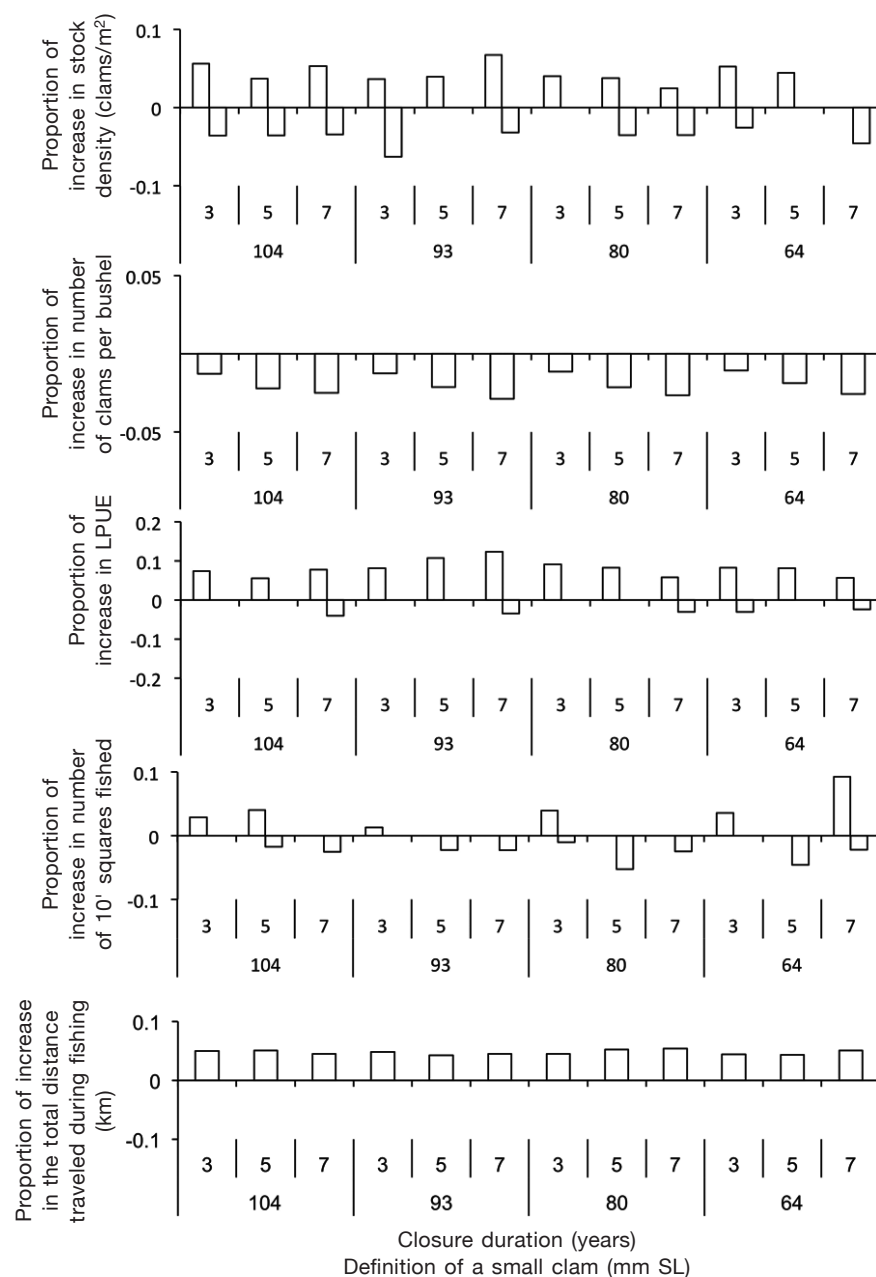 Proportion of
increase in stock
density (clams/m²)
0.1
0
-0.1
3 5 7 3 5 7 3 5 7 3 5 7
104 93 80 64
Proportion of
increase in number
of clams per bushel
0.05
-0.05
3 5 7 3 5 7 3 5 7 3 5 7
104 93 80 64
Proportion of
increase in LPUE
0.2
0.1
0
-0.1
-0.2
3 5 7 3 5 7 3 5 7 3 5 7
104 93 80 64
Proportion of
increase in number
of 10' squares fished
0.1
0
-0.1
3 5 7 3 5 7 3 5 7 3 5 7
104 93 80 64
Proportion of increase
in the total distance
traveled during fishing
(km)
0.1
0
-0.1
3 5 7 3 5 7 3 5 7 3 5 7
104 93 80 64
Closure duration (years)
Definition of a small clam (mm SL)